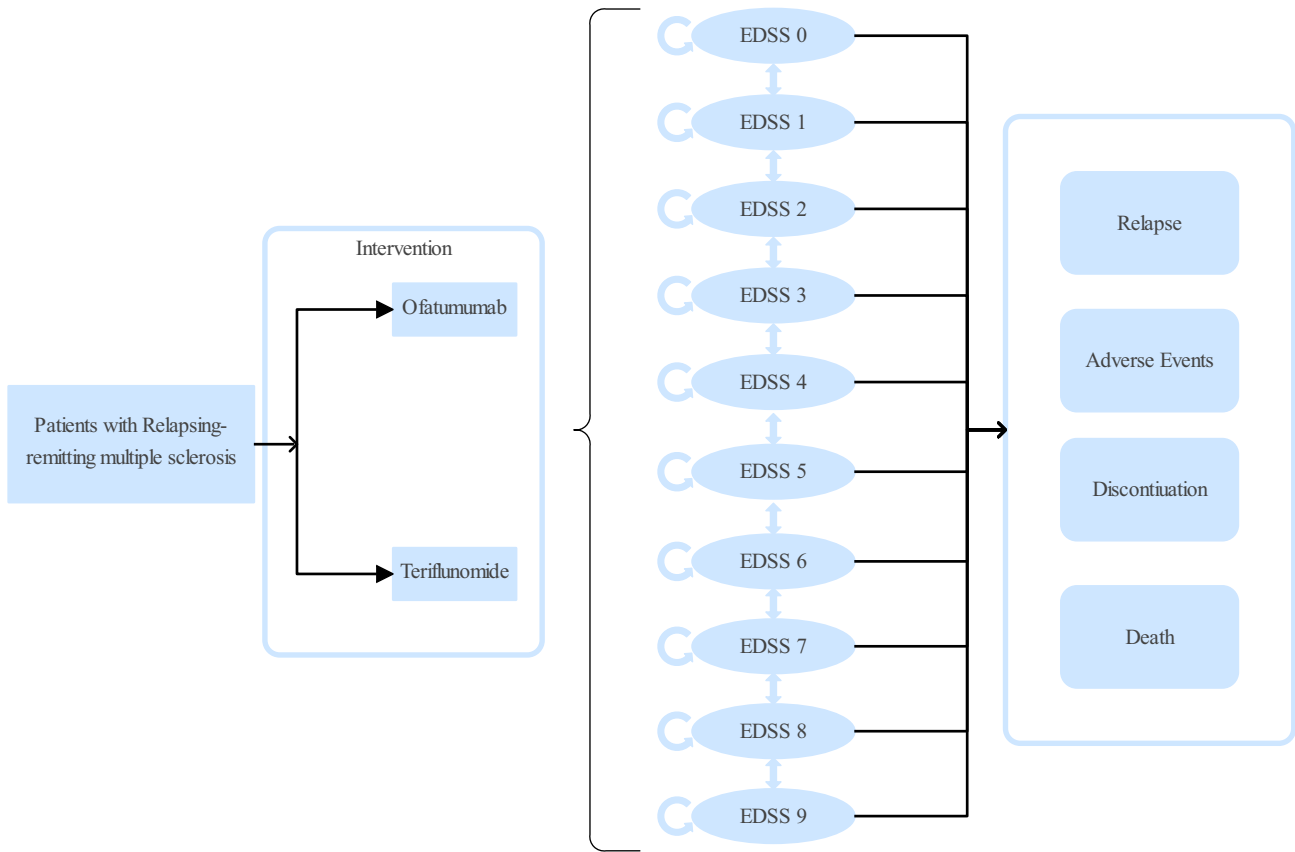 Patients with Relapsing-
remitting multiple sclerosis
Intervention
Ofatumumab
Teriflunomide
EDSS 0
EDSS 1
EDSS 2
EDSS 3
EDSS 4
EDSS 5
EDSS 6
EDSS 7
EDSS 8
EDSS 9
Relapse
Adverse Events
Discontiuation
Death